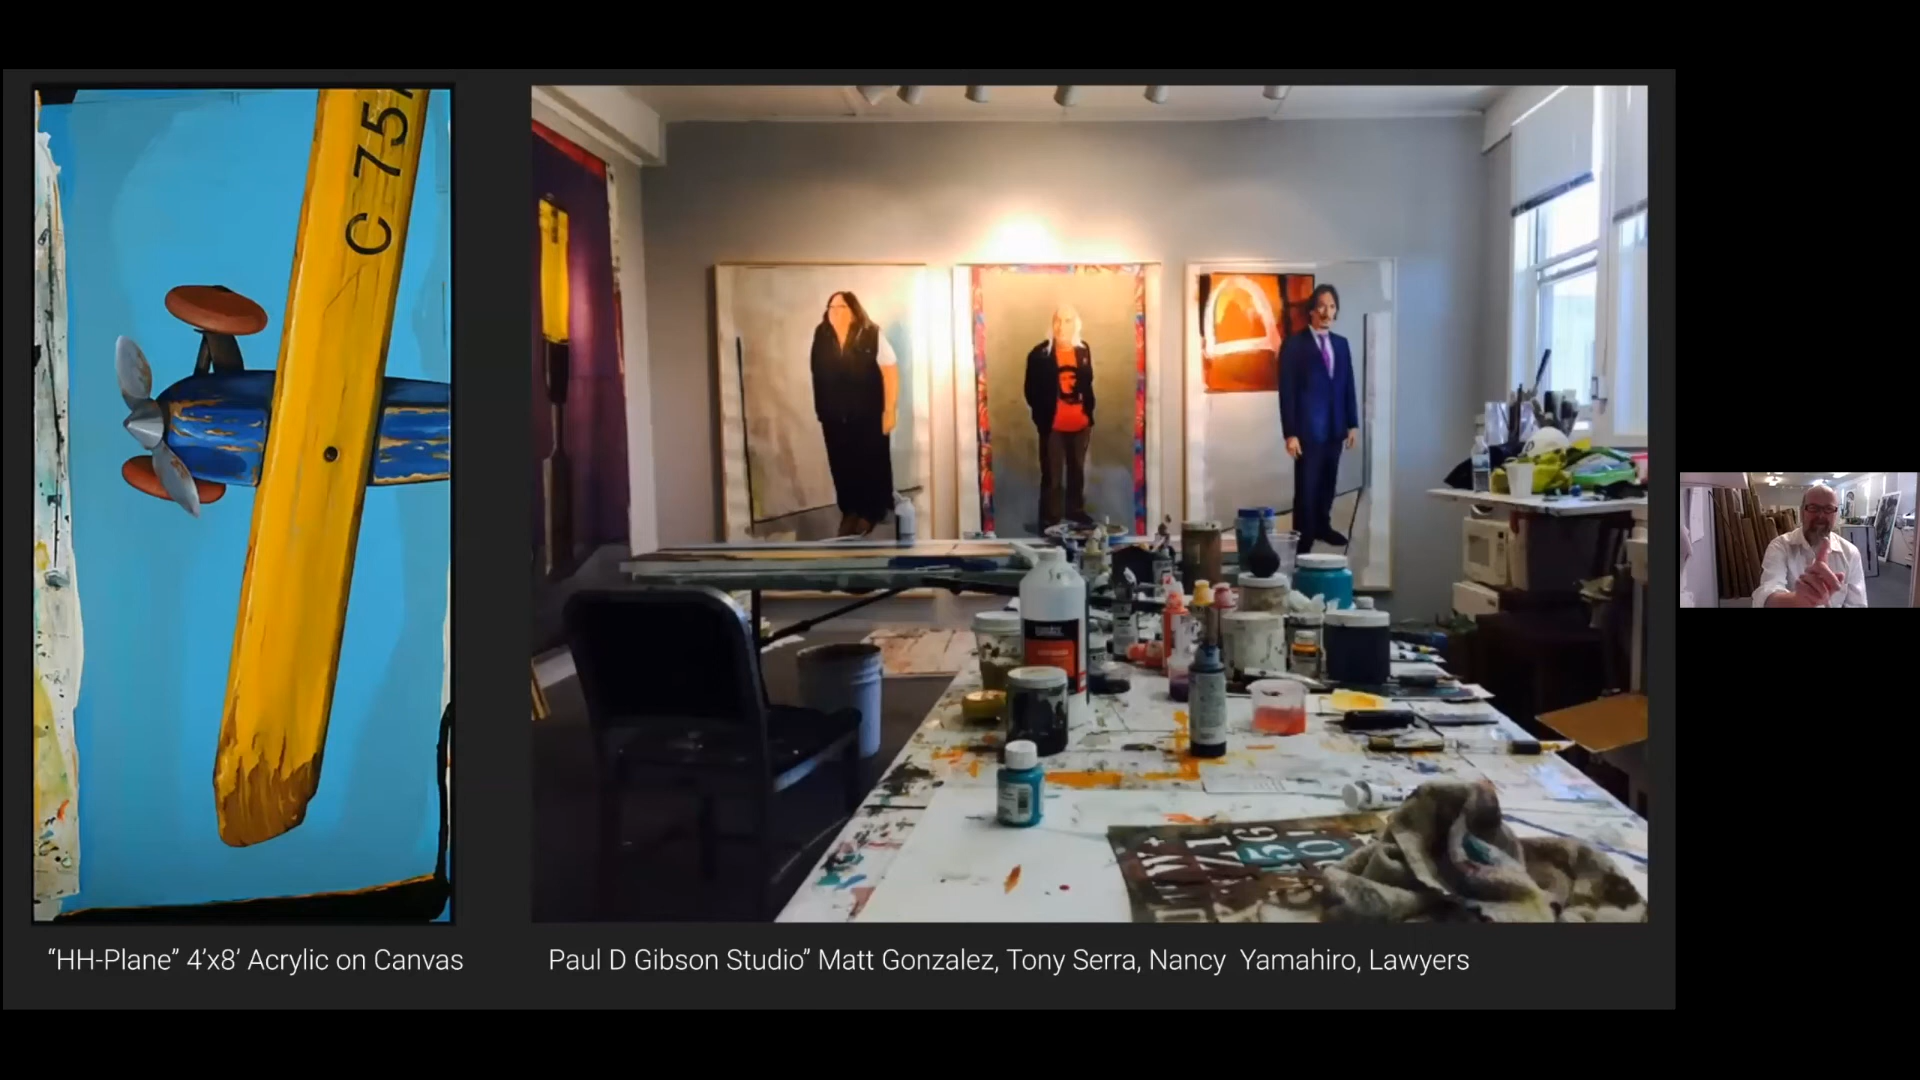 C 75
“HH-Plane” 4’x8’ Acrylic on Canvas
Paul D Gibson Studio” Matt Gonzalez, Tony Serra, Nancy  Yamahiro, Lawyers